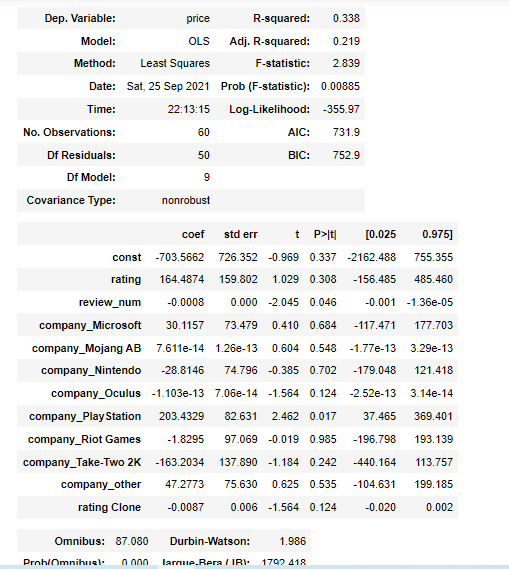 Dep. Variable: price R-squared: 0.338
Model: OLS Adj. R-squared: 0.219
Method: Least Squares F-statistic: 2.839
Date: Sat, 25 Sep 2021 Prob (F-statistic): 0.00885
Time: 22:13:15 Log-Likelihood: -355.97
No. Observations: 60 AIC: 731.9
Df Residuals: 50 BIC: 752.9
Df Model: 9
Covariance Type: nonrobust
coef std err t P>|t| [0.025 0.975]
const -703.5662 726.352 -0.969 0.337 -2162.488 755.355
rating 164.4874 159.802 1.029 0.308 -156.485 485.460
review_num -0.0008 0.000 -2.045 0.046 -0.001 -1.36e-05
company_Microsoft 30.1157 73.479 0.410 0.684 -117.471 177.703
company_Mojang AB 7.611e-14 1.26e-13 0.604 0.548 -1.77e-13 3.29e-13
company_Nintendo -28.8146 74.796 -0.385 0.702 -179.048 121.418
company_Oculus -1.103e-13 7.06e-14 -1.564 0.124 -2.52e-13 3.14e-14
company_PlayStation 203.4329 82.631 2.462 0.017 37.465 369.401
company_Riot Games -1.8295 97.069 -0.019 0.985 -196.798 193.139
company_Take-Two 2K -163.2034 137.890 -1.184 0.242 -440.164 113.757
company_other 47.2773 75.630 0.625 0.535 -104.631 199.185
rating Clone -0.0087 0.006 -1.564 0.124 -0.020 0.002
Omnibus: 87.080 Durbin-Watson: 1.986
Prob(Omnibus): 0.000 Jarque-Bera (JB): 1792.418